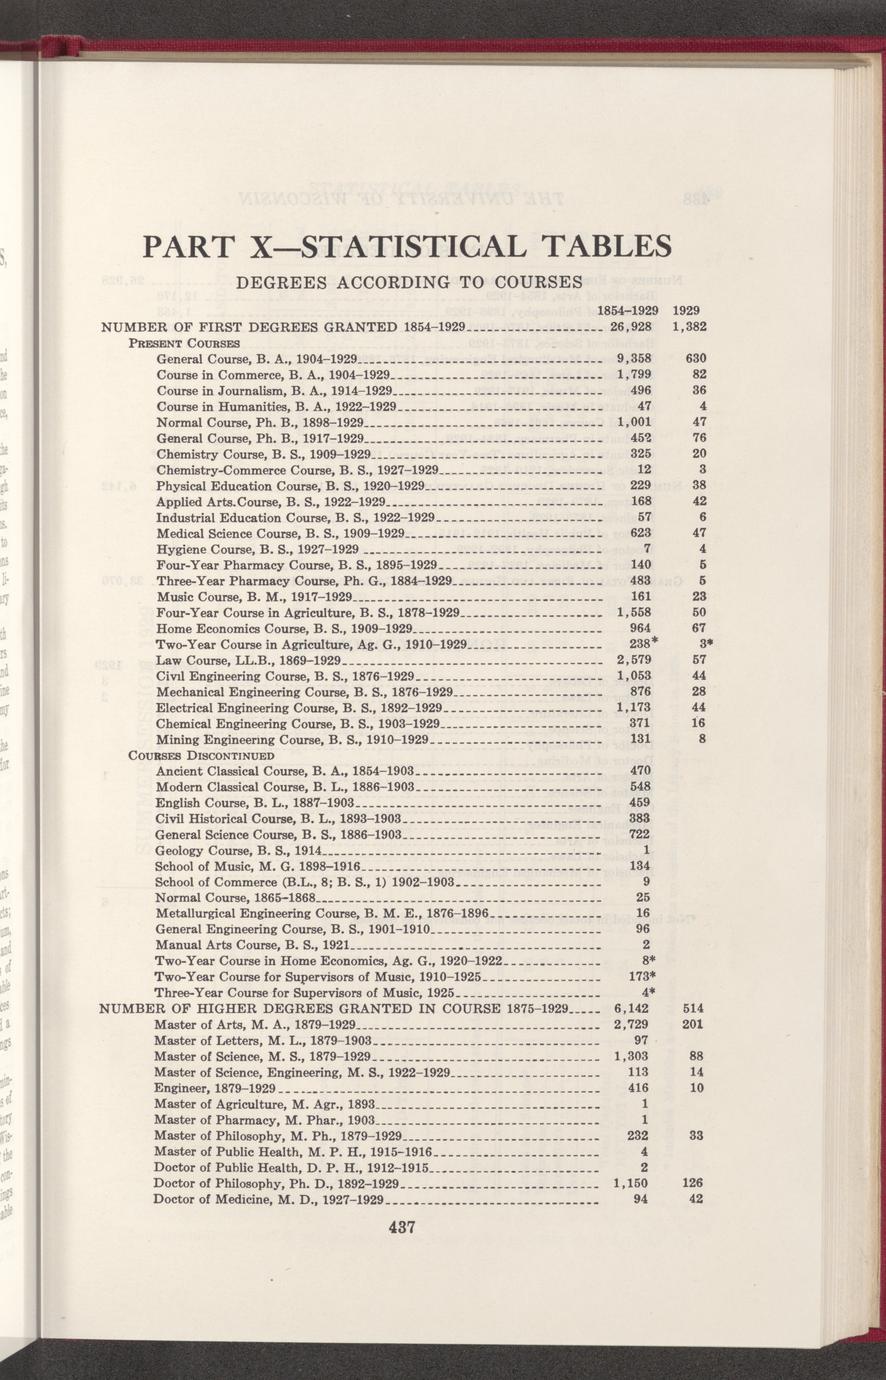 PART X—STATISTICAL TABLES
DEGREES ACCORDING TO COURSES
1854–1929 1929
NUMBER OF FIRST DEGREES GRANTED 1854–1929 26,928 1,382
PRESENT COURSES
General Course, B. A., 1904–1929 9,358 630
Course in Commerce, B. A., 1904–1929 1,799 82
Course in Journalism, B. A., 1914–1929 496 36
Course in Humanities, B. A., 1922–1929 47 4
Normal Course, Ph. B., 1898–1929 1,001 47
General Course, Ph. B., 1917–1929 452 76
Chemistry Course, B. S., 1909–1929 325 20
Chemistry-Commerce Course, B. S., 1927–1929 12 3
Physical Education Course, B. S., 1920–1929 229 38
Applied Arts.Course, B. S., 1922–1929 168 42
Industrial Education Course, B. S., 1922–1929 57 6
Medical Science Course, B. S., 1909–1929 623 47
Hygiene Course, B. S., 1927–1929 7 4
Four-Year Pharmacy Course, B. S., 1895–1929 140 5
Three-Year Pharmacy Course, Ph. G., 1884–1929 483 5
Music Course, B. M., 1917–1929 161 23
Four-Year Course in Agriculture, B. S., 1878–1929 1,558 50
Home Economics Course, B. S., 1909–1929 964 67
Two-Year Course in Agriculture, Ag. G., 1910–1929 238* 3*
Law Course, LL.B., 1869–1929 2,579 57
Civil Engineering Course, B. S., 1876–1929 1,053 44
Mechanical Engineering Course, B. S., 1876–1929 876 28
Electrical Engineering Course, B. S., 1892–1929 1,173 44
Chemical Engineering Course, B. S., 1903–1929 371 16
Mining Engineering Course, B. S., 1910–1929 131 8
COURSES DISCONTINUED
Ancient Classical Course, B. A., 1854–1903 470
Modern Classical Course, B. L., 1886–1903 548
English Course, B. L., 1887–1903 459
Civil Historical Course, B. L., 1893–1903 383
General Science Course, B. S., 1886–1903 722
Geology Course, B. S., 1914 1
School of Music, M. G. 1898–1916 134
School of Commerce (B.L., 8; B. S., 1) 1902–1903 9
Normal Course, 1865–1868 25
Metallurgical Engineering Course, B. M. E., 1876–1896 16
General Engineering Course, B. S., 1901–1910 96
Manual Arts Course, B. S., 1921 2
Two-Year Course in Home Economics, Ag. G., 1920–1922 8*
Two-Year Course for Supervisors of Music, 1910–1925 173*
Three-Year Course for Supervisors of Music, 1925 4*
NUMBER OF HIGHER DEGREES GRANTED IN COURSE 1875–1929 6,142 514
Master of Arts, M. A., 1879–1929 2,729 201
Master of Letters, M. L., 1879–1903 97
Master of Science, M. S., 1879–1929 1,303 88
Master of Science, Engineering, M. S., 1922–1929 113 14
Engineer, 1879–1929 416 10
Master of Agriculture, M. Agr., 1893 1
Master of Pharmacy, M. Phar., 1903 1
Master of Philosophy, M. Ph., 1879–1929 232 33
Master of Public Health, M. P. H., 1915–1916 4
Doctor of Public Health, D. P. H., 1912–1915 2
Doctor of Philosophy, Ph. D., 1892–1929 1,150 126
Doctor of Medicine, M. D., 1927–1929 94 42
437